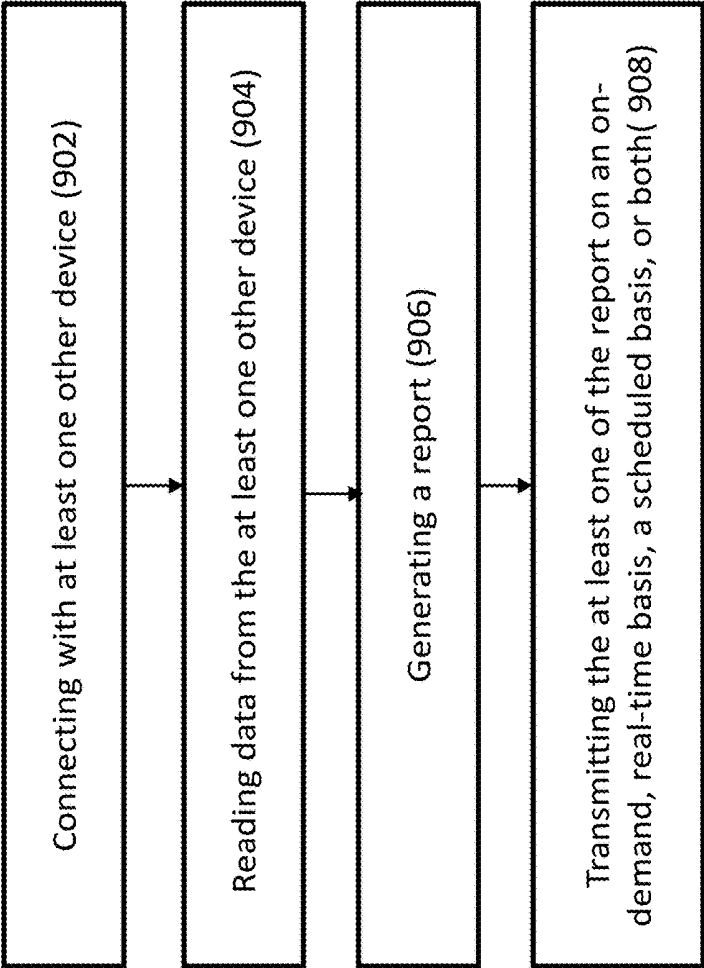 Connecting with at least one other device (902)
Reading data from the at least one other device (904)
Generating a report (906)
Transmitting the at least one of the report on an on-
demand, real-time basis, a scheduled basis, or both( 908)